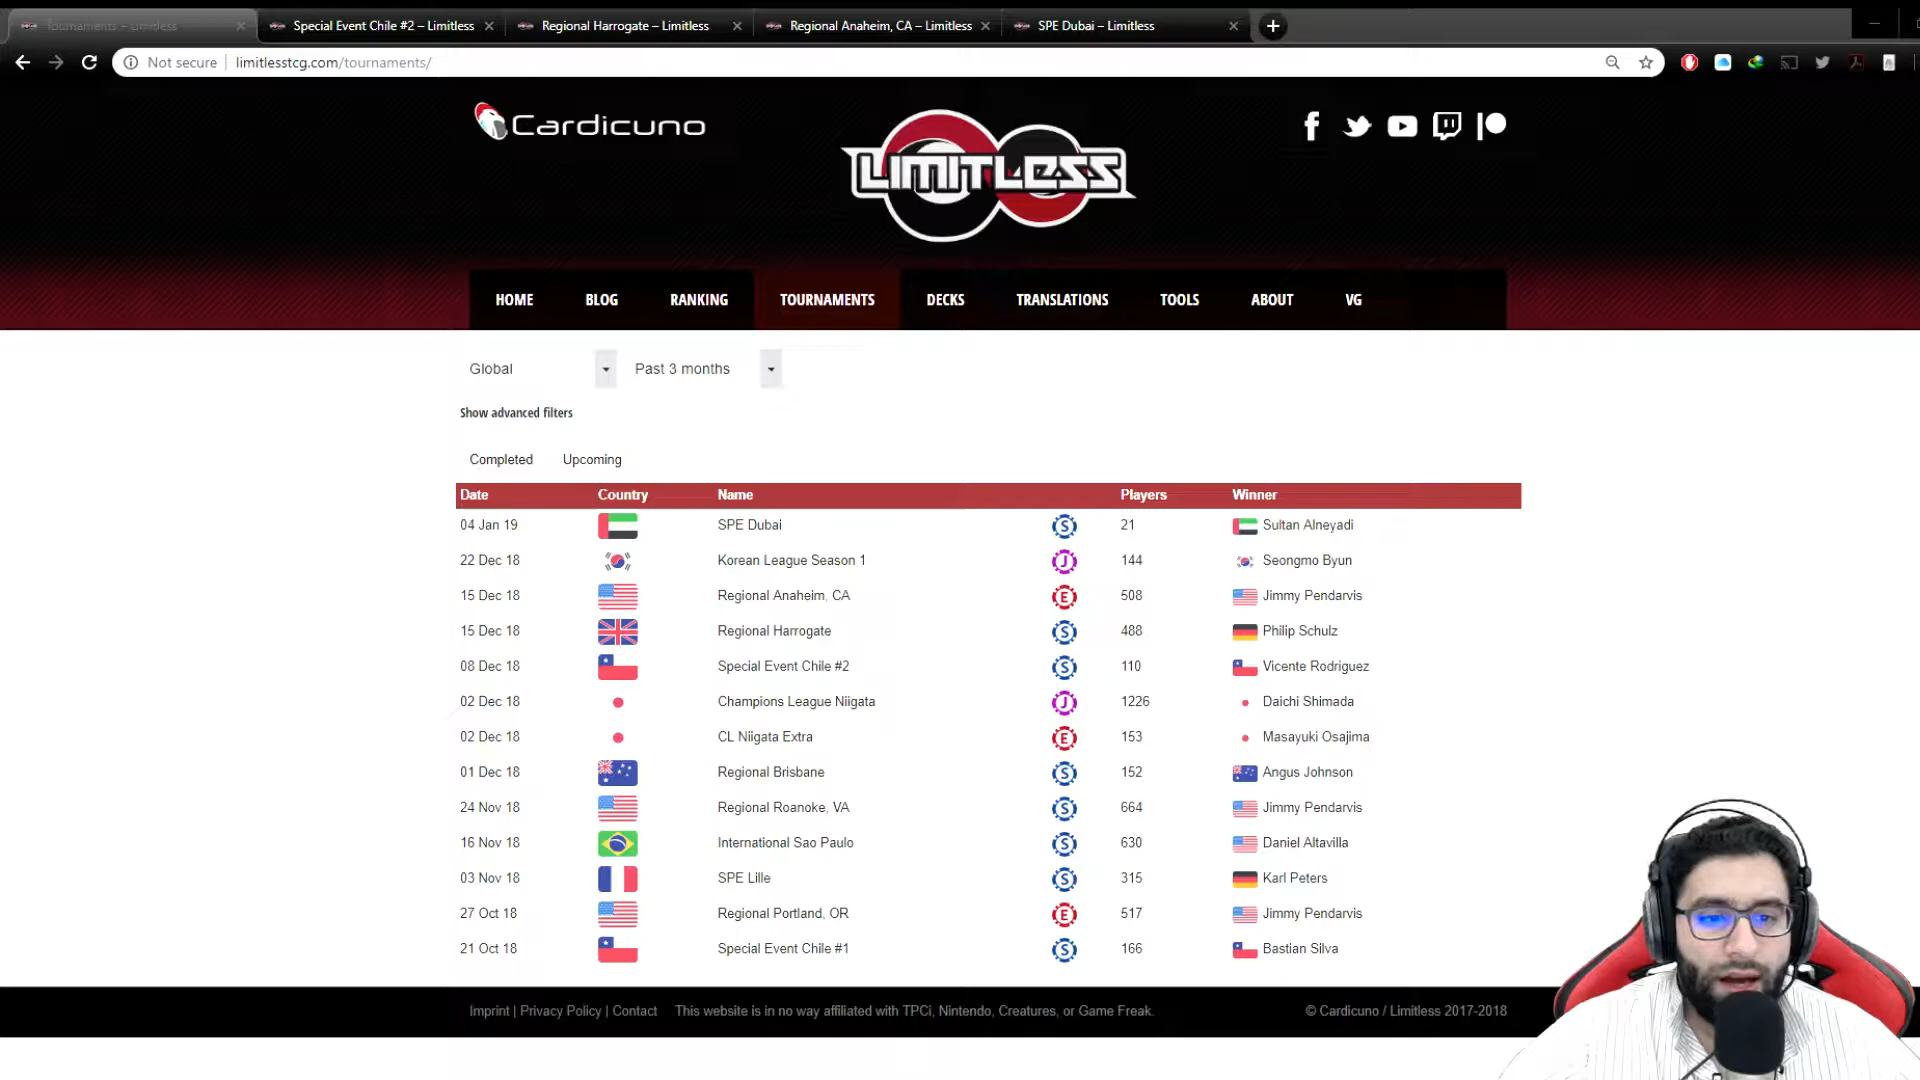 Tournaments – Limitless
Special Event Chile #2 – Limitless
Regional Harrogate – Limitless
Regional Anaheim, CA – Limitless
SPE Dubai – Limitless
Not secure
limitlesstcg.com/tournaments/
Cardicuno
LIMITLESS
HOME BLOG RANKING TOURNAMENTS DECKS TRANSLATIONS TOOLS ABOUT VG
Global Past 3 months
Show advanced filters
Completed Upcoming
Date Country Name Players Winner
04 Jan 19 SPE Dubai S 21 Sultan Alneyadi
22 Dec 18 Korean League Season 1 J 144 Seongmo Byun
15 Dec 18 Regional Anaheim, CA E 508 Jimmy Pendarvis
15 Dec 18 Regional Harrogate S 488 Philip Schulz
08 Dec 18 Special Event Chile #2 S 110 Vicente Rodriguez
02 Dec 18 Champions League Niigata J 1226 Daichi Shimada
02 Dec 18 CL Niigata Extra E 153 Masayuki Osajima
01 Dec 18 Regional Brisbane S 152 Angus Johnson
24 Nov 18 Regional Roanoke, VA S 664 Jimmy Pendarvis
16 Nov 18 International Sao Paulo S 630 Daniel Altavilla
03 Nov 18 SPE Lille S 315 Karl Peters
27 Oct 18 Regional Portland, OR E 517 Jimmy Pendarvis
21 Oct 18 Special Event Chile #1 S 166 Bastian Silva
Imprint | Privacy Policy | Contact This website is in no way affiliated with TPCi, Nintendo, Creatures, or Game Freak. © Cardicuno / Limitless 2017-2018